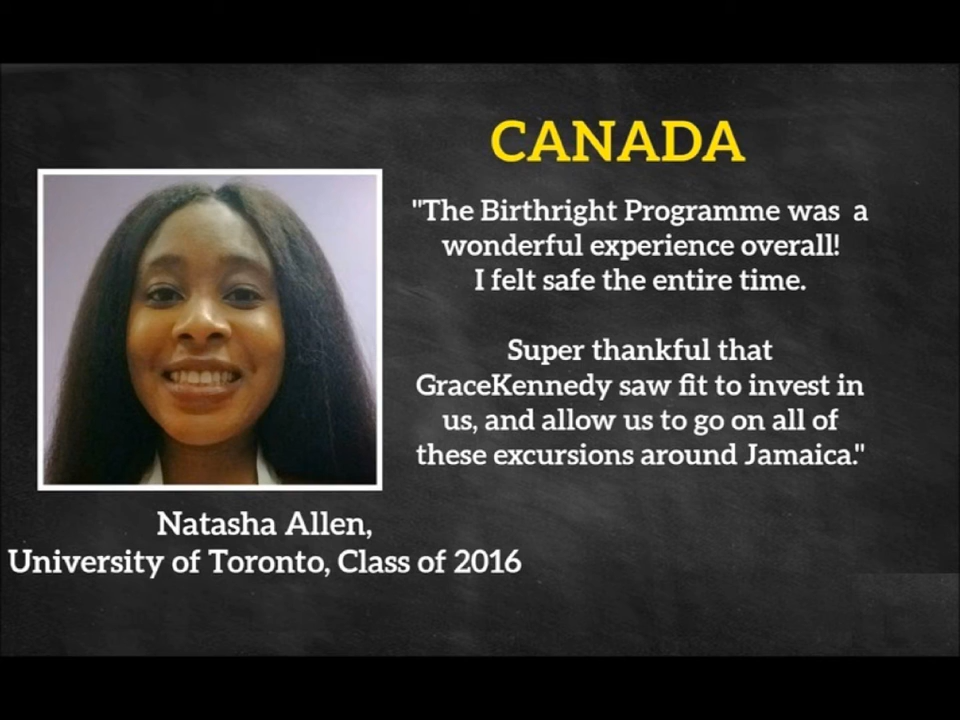 CANADA
"The Birthright Programme was  a
wonderful experience overall!
I felt safe the entire time.
Super thankful that
GraceKennedy saw fit to invest in
us, and allow us to go on all of
these excursions around Jamaica."
Natasha Allen,
University of Toronto, Class of 2016